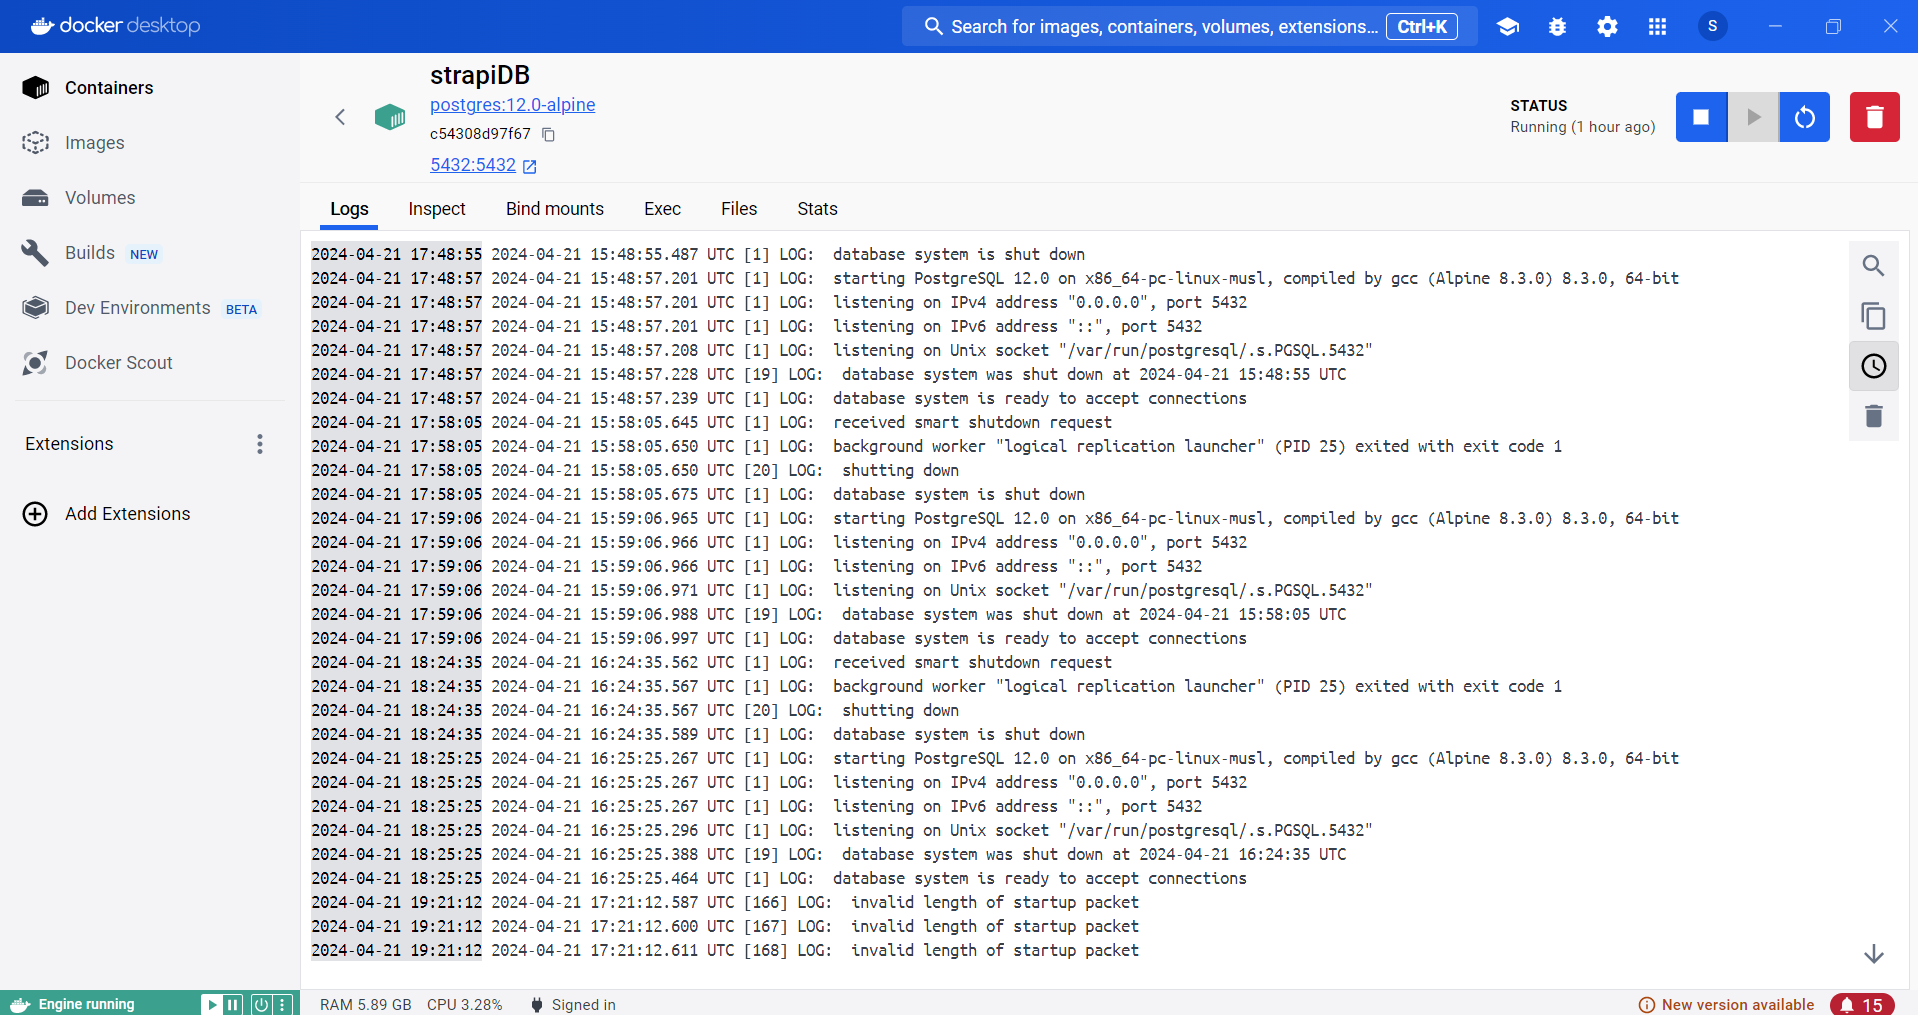 docker desktop
Search for images, containers, volumes, extensions... Ctrl+K
S
Containers
Images
Volumes
Builds NEW
Dev Environments BETA
Docker Scout
Extensions
Add Extensions
strapiDB
postgres:12.0-alpine
c54308d97f67
5432:5432
STATUS
Running (1 hour ago)
Logs Inspect Bind mounts Exec Files Stats
2024-04-21 17:48:55 2024-04-21 15:48:55.487 UTC [1] LOG:  database system is shut down
2024-04-21 17:48:57 2024-04-21 15:48:57.201 UTC [1] LOG:  starting PostgreSQL 12.0 on x86_64-pc-linux-musl, compiled by gcc (Alpine 8.3.0) 8.3.0, 64-bit
2024-04-21 17:48:57 2024-04-21 15:48:57.201 UTC [1] LOG:  listening on IPv4 address "0.0.0.0", port 5432
2024-04-21 17:48:57 2024-04-21 15:48:57.201 UTC [1] LOG:  listening on IPv6 address "::", port 5432
2024-04-21 17:48:57 2024-04-21 15:48:57.208 UTC [1] LOG:  listening on Unix socket "/var/run/postgresql/.s.PGSQL.5432"
2024-04-21 17:48:57 2024-04-21 15:48:57.228 UTC [19] LOG:  database system was shut down at 2024-04-21 15:48:55 UTC
2024-04-21 17:48:57 2024-04-21 15:48:57.239 UTC [1] LOG:  database system is ready to accept connections
2024-04-21 17:58:05 2024-04-21 15:58:05.645 UTC [1] LOG:  received smart shutdown request
2024-04-21 17:58:05 2024-04-21 15:58:05.650 UTC [1] LOG:  background worker "logical replication launcher" (PID 25) exited with exit code 1
2024-04-21 17:58:05 2024-04-21 15:58:05.650 UTC [20] LOG:  shutting down
2024-04-21 17:58:05 2024-04-21 15:58:05.675 UTC [1] LOG:  database system is shut down
2024-04-21 17:59:06 2024-04-21 15:59:06.965 UTC [1] LOG:  starting PostgreSQL 12.0 on x86_64-pc-linux-musl, compiled by gcc (Alpine 8.3.0) 8.3.0, 64-bit
2024-04-21 17:59:06 2024-04-21 15:59:06.966 UTC [1] LOG:  listening on IPv4 address "0.0.0.0", port 5432
2024-04-21 17:59:06 2024-04-21 15:59:06.966 UTC [1] LOG:  listening on IPv6 address "::", port 5432
2024-04-21 17:59:06 2024-04-21 15:59:06.971 UTC [1] LOG:  listening on Unix socket "/var/run/postgresql/.s.PGSQL.5432"
2024-04-21 17:59:06 2024-04-21 15:59:06.988 UTC [19] LOG:  database system was shut down at 2024-04-21 15:58:05 UTC
2024-04-21 17:59:06 2024-04-21 15:59:06.997 UTC [1] LOG:  database system is ready to accept connections
2024-04-21 18:24:35 2024-04-21 16:24:35.562 UTC [1] LOG:  received smart shutdown request
2024-04-21 18:24:35 2024-04-21 16:24:35.567 UTC [1] LOG:  background worker "logical replication launcher" (PID 25) exited with exit code 1
2024-04-21 18:24:35 2024-04-21 16:24:35.567 UTC [20] LOG:  shutting down
2024-04-21 18:24:35 2024-04-21 16:24:35.589 UTC [1] LOG:  database system is shut down
2024-04-21 18:25:25 2024-04-21 16:25:25.267 UTC [1] LOG:  starting PostgreSQL 12.0 on x86_64-pc-linux-musl, compiled by gcc (Alpine 8.3.0) 8.3.0, 64-bit
2024-04-21 18:25:25 2024-04-21 16:25:25.267 UTC [1] LOG:  listening on IPv4 address "0.0.0.0", port 5432
2024-04-21 18:25:25 2024-04-21 16:25:25.267 UTC [1] LOG:  listening on IPv6 address "::", port 5432
2024-04-21 18:25:25 2024-04-21 16:25:25.296 UTC [1] LOG:  listening on Unix socket "/var/run/postgresql/.s.PGSQL.5432"
2024-04-21 18:25:25 2024-04-21 16:25:25.388 UTC [19] LOG:  database system was shut down at 2024-04-21 16:24:35 UTC
2024-04-21 18:25:25 2024-04-21 16:25:25.464 UTC [1] LOG:  database system is ready to accept connections
2024-04-21 19:21:12 2024-04-21 17:21:12.587 UTC [166] LOG:  invalid length of startup packet
2024-04-21 19:21:12 2024-04-21 17:21:12.600 UTC [167] LOG:  invalid length of startup packet
2024-04-21 19:21:12 2024-04-21 17:21:12.611 UTC [168] LOG:  invalid length of startup packet
Engine running
RAM 5.89 GB CPU 3.28% Signed in
New version available
15